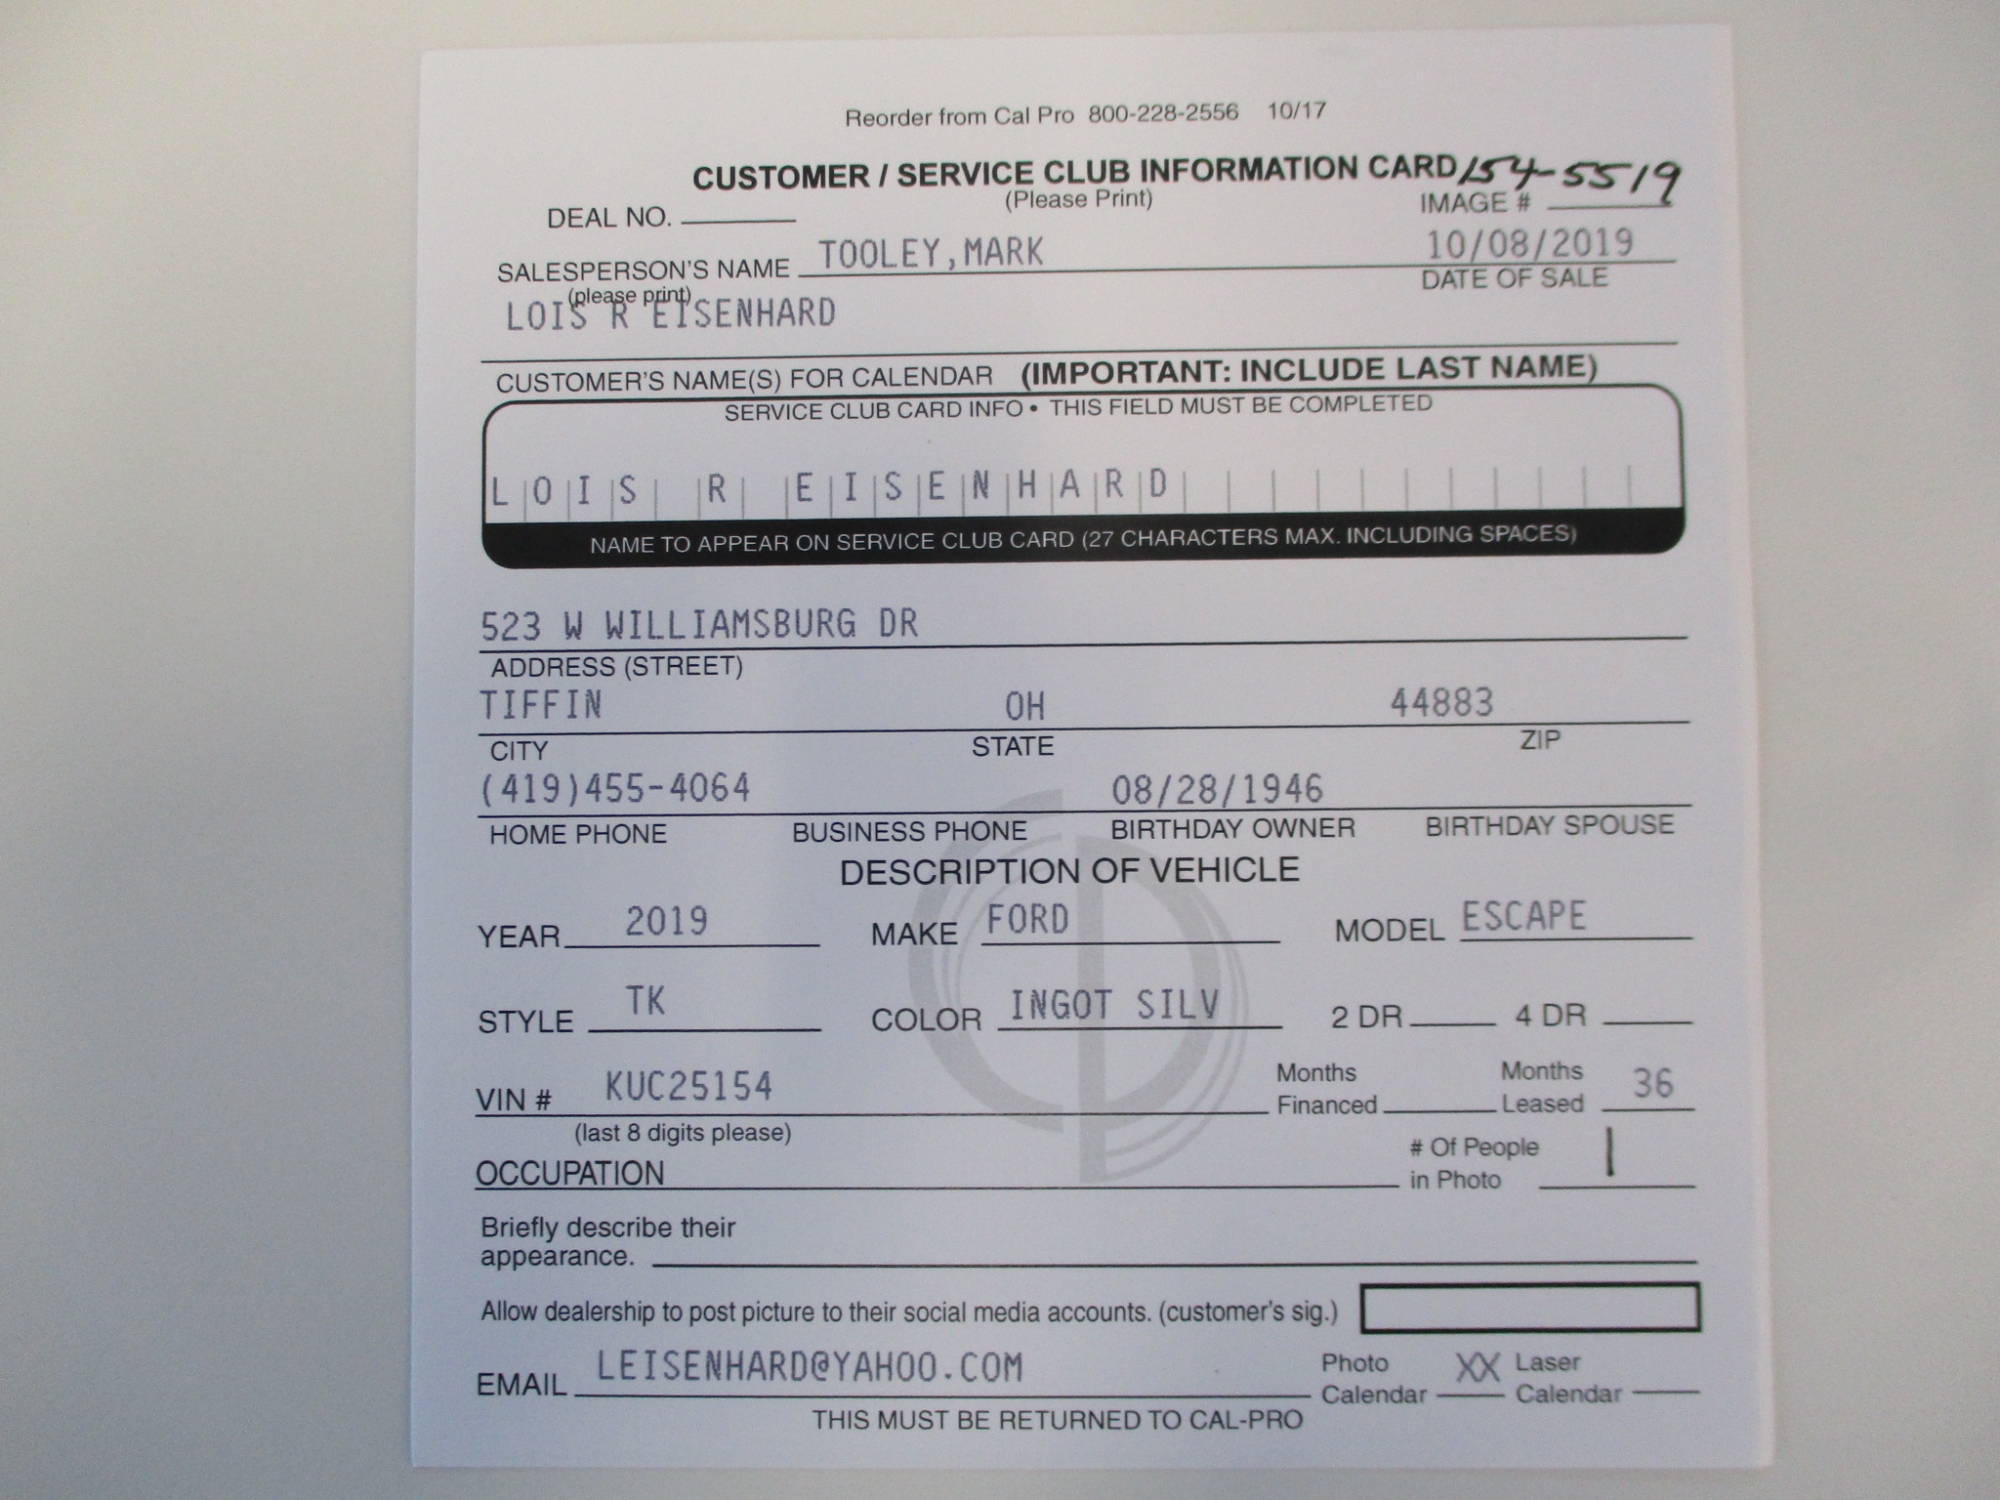 Reorder from Cal Pro 800-228-2556 10/17
CUSTOMER / SERVICE CLUB INFORMATION CARD 154-5519
(Please Print)
DEAL NO. IMAGE #
SALESPERSON'S NAME TOOLEY,MARK 10/08/2019
(please print) DATE OF SALE
LOIS R EISENHARD
CUSTOMER'S NAME(S) FOR CALENDAR (IMPORTANT: INCLUDE LAST NAME)
SERVICE CLUB CARD INFO • THIS FIELD MUST BE COMPLETED
LOIS R EISENHARD
NAME TO APPEAR ON SERVICE CLUB CARD (27 CHARACTERS MAX. INCLUDING SPACES)
523 W WILLIAMSBURG DR
ADDRESS (STREET)
TIFFIN OH 44883
CITY STATE ZIP
(419)455-4064 08/28/1946
HOME PHONE BUSINESS PHONE BIRTHDAY OWNER BIRTHDAY SPOUSE
DESCRIPTION OF VEHICLE
YEAR 2019 MAKE FORD MODEL ESCAPE
STYLE TK COLOR INGOT SILV 2 DR 4 DR
VIN # KUC25154 Months Financed Months Leased 36
(last 8 digits please)
OCCUPATION # Of People in Photo 1
Briefly describe their
appearance.
Allow dealership to post picture to their social media accounts. (customer's sig.)
EMAIL LEISENHARD@YAHOO.COM Photo Calendar XX Laser Calendar
THIS MUST BE RETURNED TO CAL-PRO